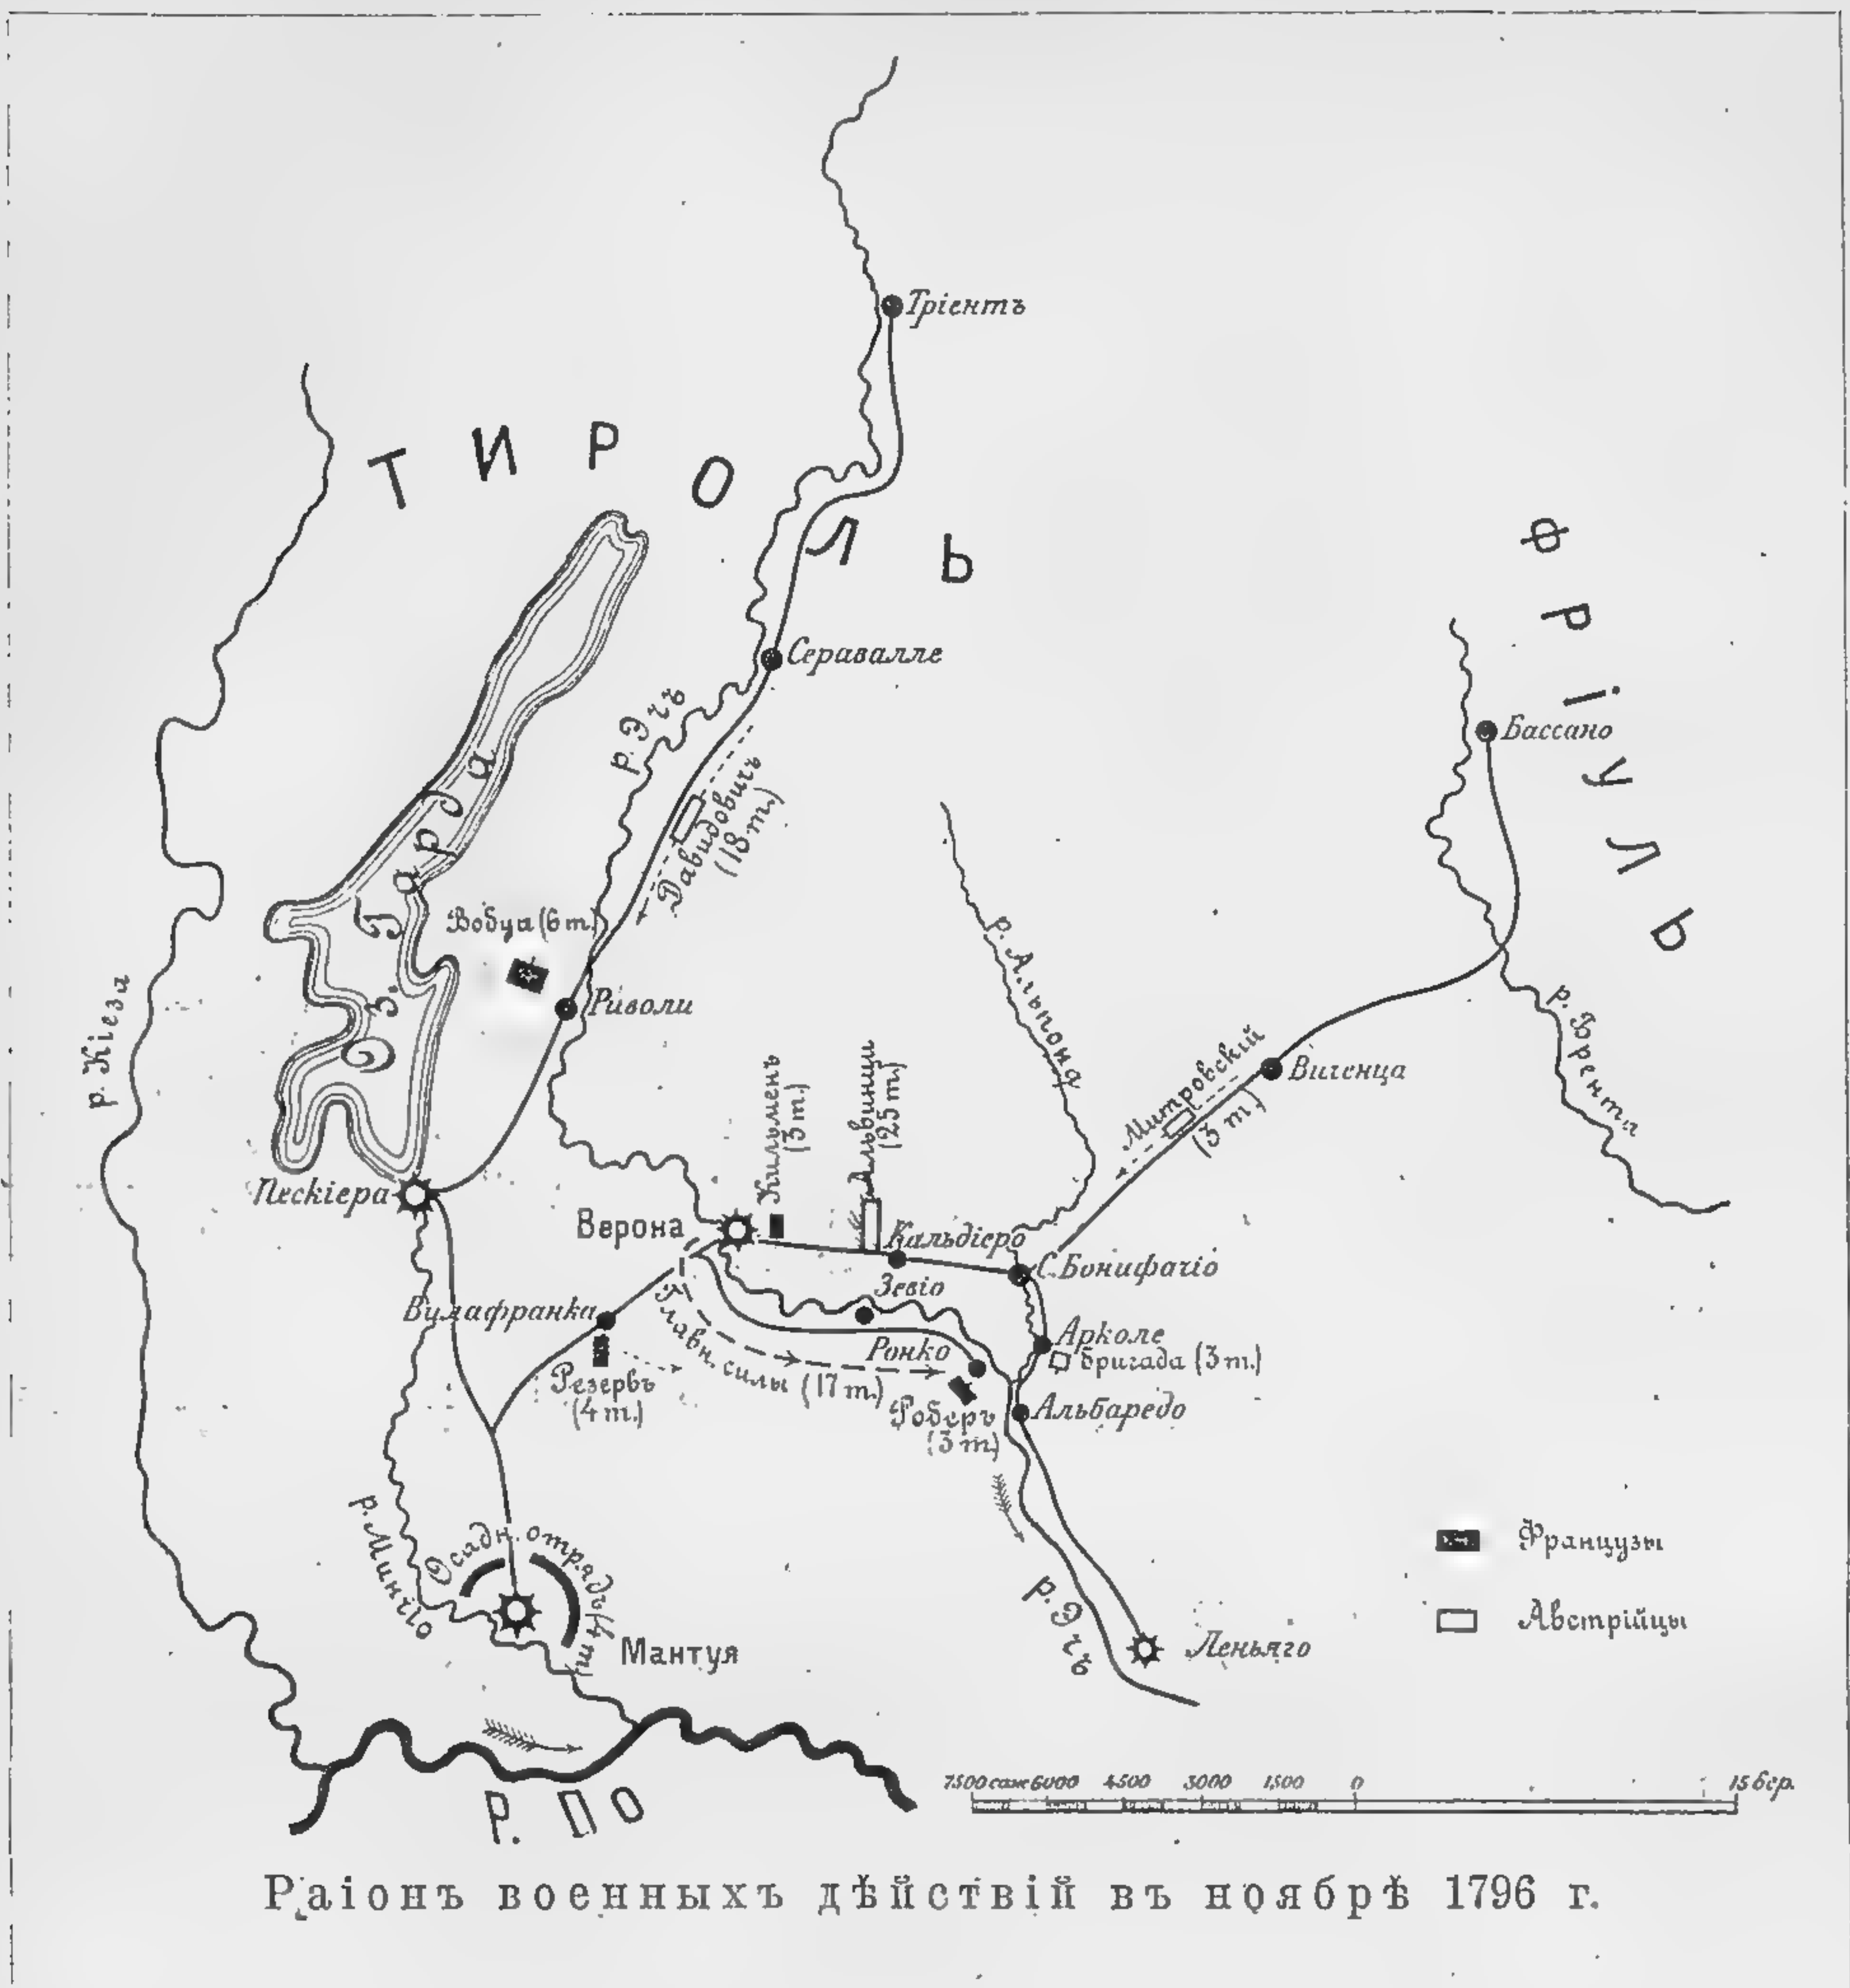 Тріентъ
ТИРОЛЬ
ФРІУЛЬ
Серавалле
Бассано
р. Эчъ
Давидовичъ
(18 т.)
Оз. Гарда
Вобуа (6 т.)
Риволи
р. Кіеза
р. Альпона
р. Брента
Виченца
Митровскій
(3 т.)
Кильменъ
(3 т.)
Альвинци
(25 т.)
Пескіера
Верона
Кальдіеро
С. Бонифачіо
Зевіо
Вилафранка
Главн. силы (17 т.)
Ронко
Арколе
бригада (3 т.)
Резервъ
(4 т.)
Роберъ
(3 т.)
Альбаредо
р. Минчіо
Осадн. отрядъ
Мантуя
р. Эчъ
Леньяго
Французы
Австрійцы
Р. ПО
7500 саж 6000 4500 3000 1500 0 15 вер.
Раіонъ военныхъ дѣйствій въ ноябрѣ 1796 г.